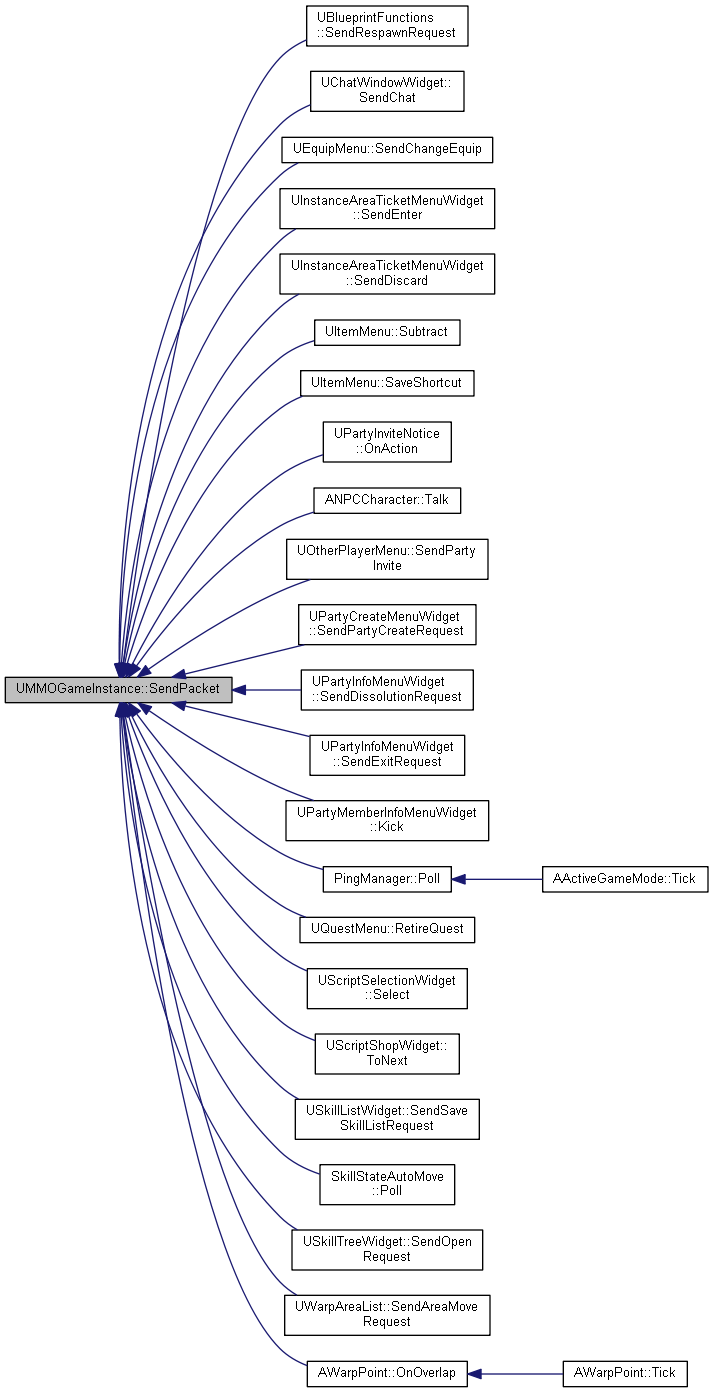 UBlueprintFunctions
::SendRespawnRequest
UChatWindowWidget::
SendChat
UEquipMenu::SendChangeEquip
UInstanceAreaTicketMenuWidget
::SendEnter
UInstanceAreaTicketMenuWidget
::SendDiscard
UItemMenu::Subtract
UItemMenu::SaveShortcut
UPartyInviteNotice
::OnAction
ANPCCharacter::Talk
UOtherPlayerMenu::SendParty
Invite
UPartyCreateMenuWidget
::SendPartyCreateRequest
UMMOGameInstance::SendPacket
UPartyInfoMenuWidget
::SendDissolutionRequest
UPartyInfoMenuWidget
::SendExitRequest
UPartyMemberInfoMenuWidget
::Kick
PingManager::Poll
AActiveGameMode::Tick
UQuestMenu::RetireQuest
UScriptSelectionWidget
::Select
UScriptShopWidget::
ToNext
USkillListWidget::SendSave
SkillListRequest
SkillStateAutoMove
::Poll
USkillTreeWidget::SendOpen
Request
UWarpAreaList::SendAreaMove
Request
AWarpPoint::OnOverlap
AWarpPoint::Tick